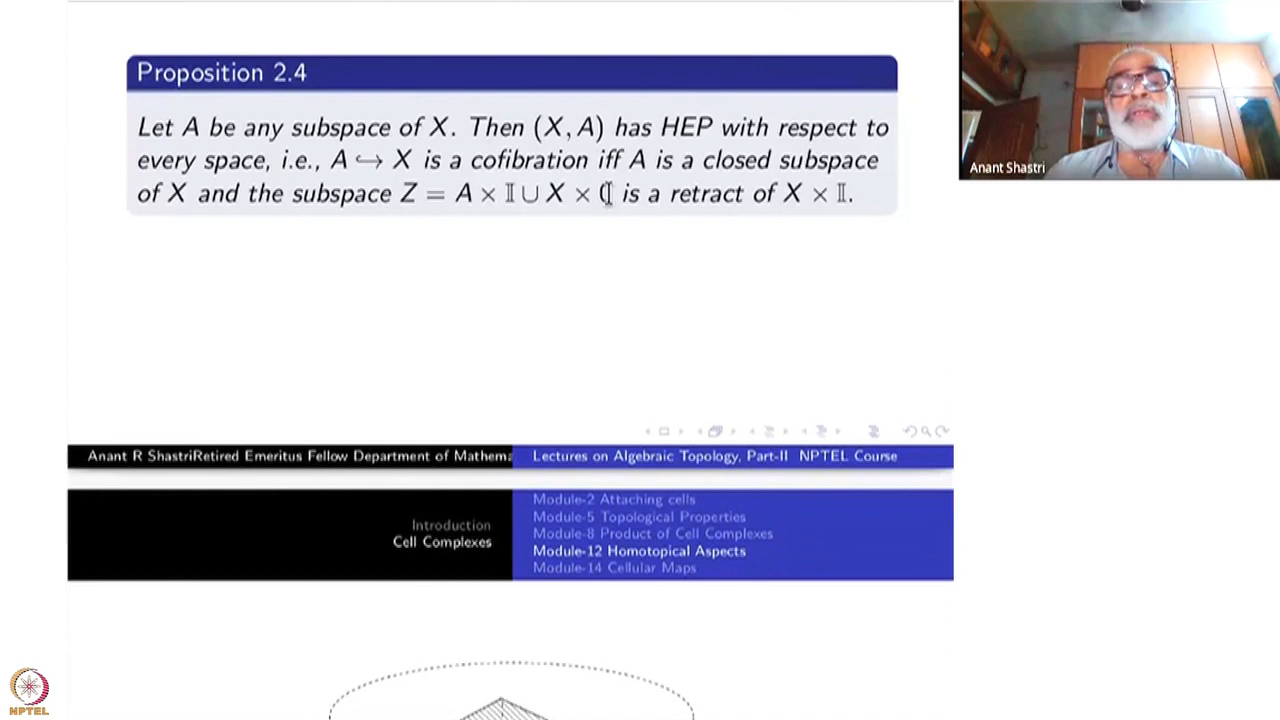 Proposition 2.4
Let A be any subspace of X. Then (X, A) has HEP with respect to
every space, i.e., A ↪ X is a cofibration iff A is a closed subspace
of X and the subspace Z = A × 𝕀 ∪ X × 0 is a retract of X × 𝕀.
Anant Shastri
Anant R ShastriRetired Emeritus Fellow Department of Mathema
Lectures on Algebraic Topology, Part-II NPTEL Course
Introduction
Cell Complexes
Module-2 Attaching cells
Module-5 Topological Properties
Module-8 Product of Cell Complexes
Module-12 Homotopical Aspects
Module-14 Cellular Maps
NPTEL